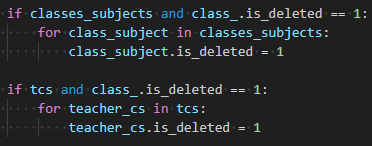 if classes_subjects and class_.is_deleted == 1:
    for class_subject in classes_subjects:
        class_subject.is_deleted = 1

if tcs and class_.is_deleted == 1:
    for teacher_cs in tcs:
        teacher_cs.is_deleted = 1